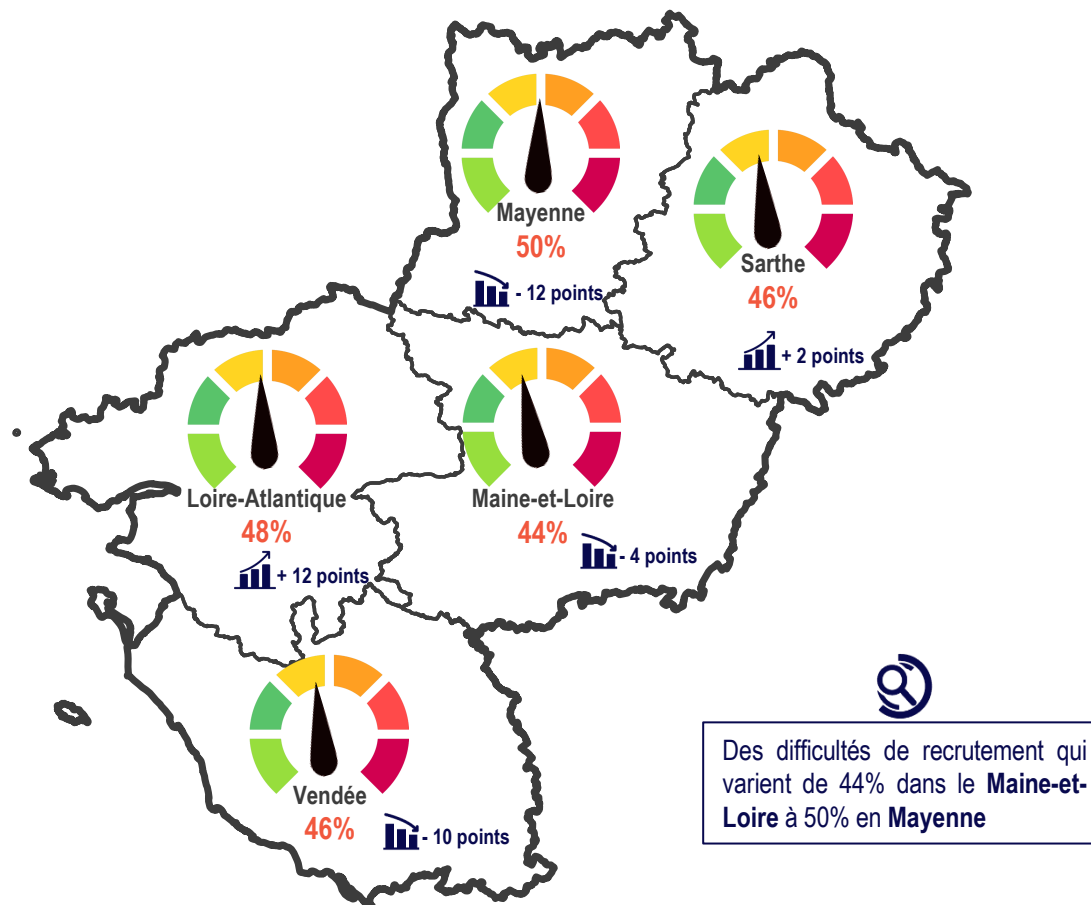 Mayenne
50%
- 12 points
Sarthe
46%
+ 2 points
Loire-Atlantique
48%
+ 12 points
Maine-et-Loire
44%
- 4 points
Vendée
46%
- 10 points
Des difficultés de recrutement qui
varient de 44% dans le Maine-et-
Loire à 50% en Mayenne